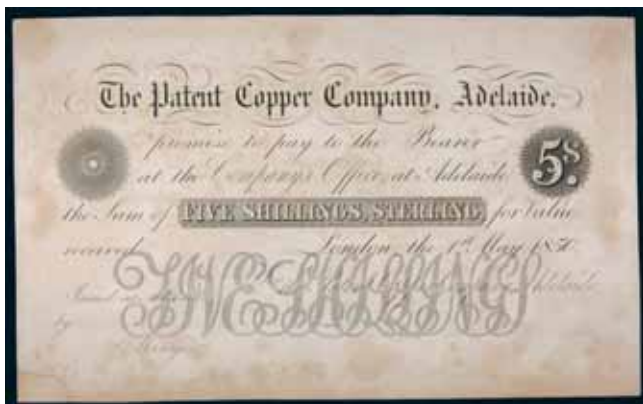 The Patent Copper Company, Adelaide.
promise to pay to the Bearer
at the Company's Office, at Adelaide
5s.
the Sum of FIVE SHILLINGS, STERLING, for Value
received London the 1st May 1850.
FIVE SHILLINGS
by